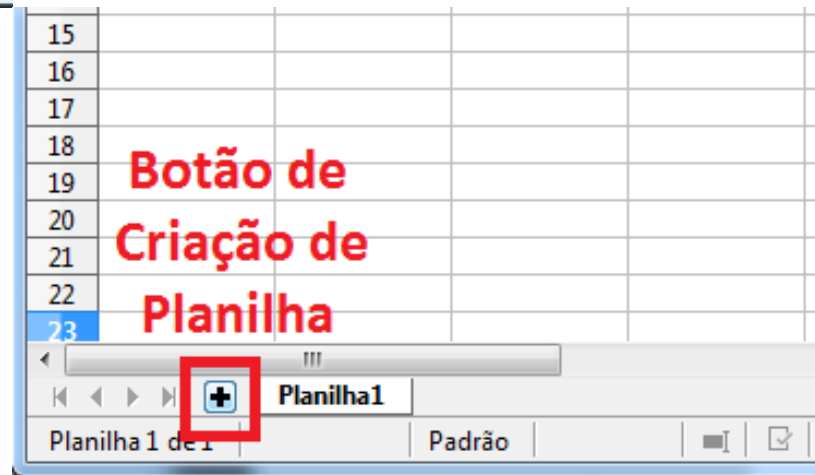 15
16
17
18
Botão de
19
20
Criação de
21
22
Planilha
23
Planilha1
Planilha 1 de 1 Padrão